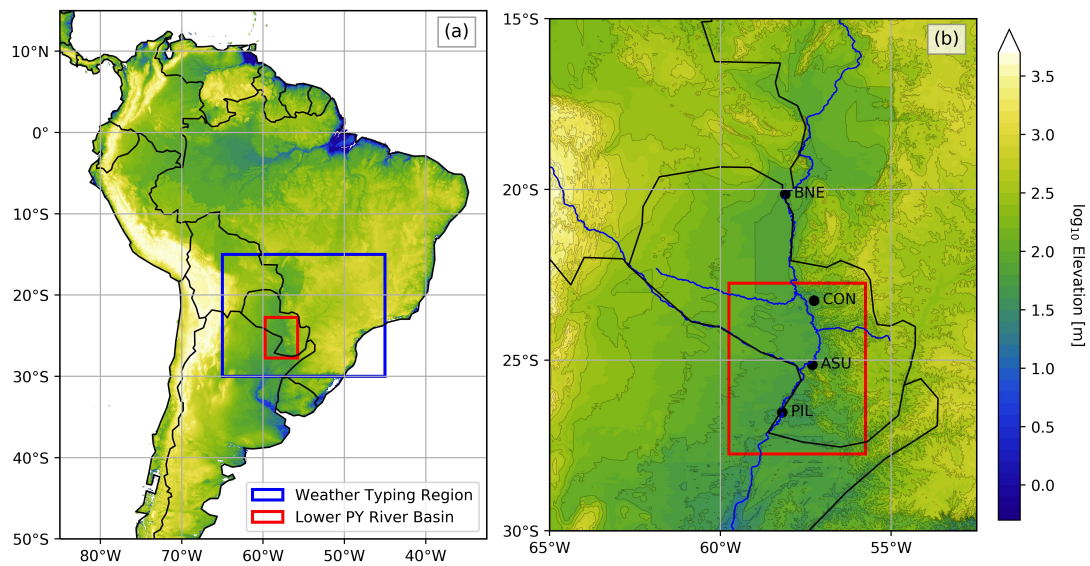 (a)
10°N
0°
10°S
20°S
30°S
40°S
50°S
80°W
70°W
60°W
50°W
40°W
Weather Typing Region
Lower PY River Basin
(b)
15°S
20°S
25°S
30°S
65°W
60°W
55°W
BNE
CON
ASU
PIL
3.5
3.0
2.5
2.0
1.5
1.0
0.5
0.0
log₁₀ Elevation [m]